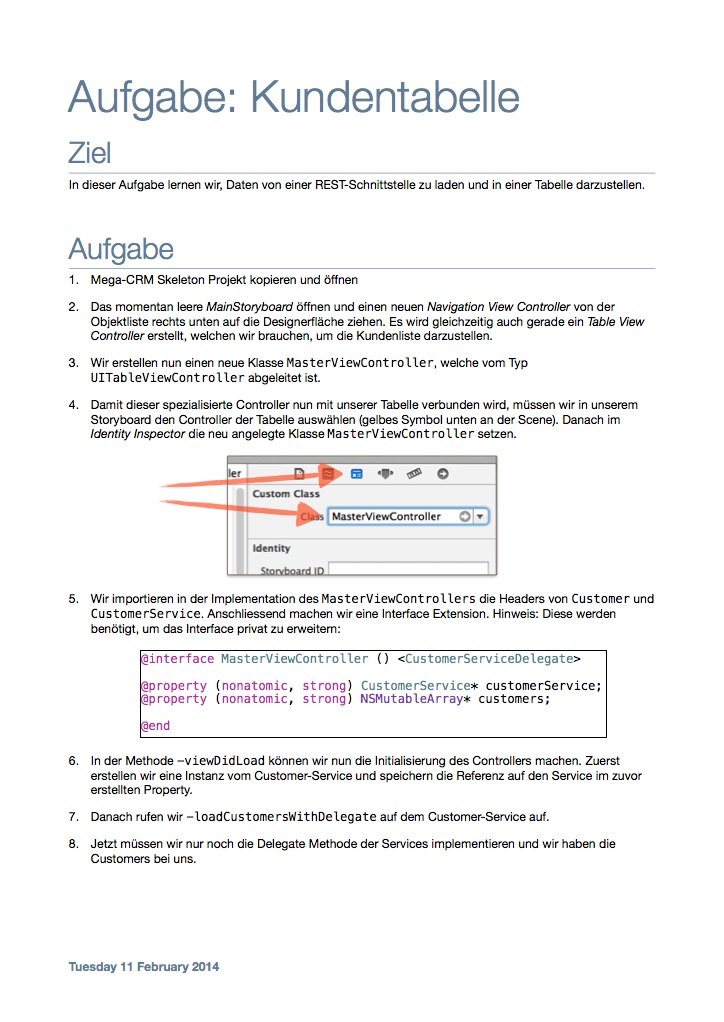 Aufgabe: Kundentabelle
Ziel
In dieser Aufgabe lernen wir, Daten von einer REST-Schnittstelle zu laden und in einer Tabelle darzustellen.
Aufgabe
1. Mega-CRM Skeleton Projekt kopieren und öffnen
2. Das momentan leere MainStoryboard öffnen und einen neuen Navigation View Controller von der
Objektliste rechts unten auf die Designerfläche ziehen. Es wird gleichzeitig auch gerade ein Table View
Controller erstellt, welchen wir brauchen, um die Kundenliste darzustellen.
3. Wir erstellen nun einen neue Klasse MasterViewController, welche vom Typ
UITableViewController abgeleitet ist.
4. Damit dieser spezialisierte Controller nun mit unserer Tabelle verbunden wird, müssen wir in unserem
Storyboard den Controller der Tabelle auswählen (gelbes Symbol unten an der Scene). Danach im
Identity Inspector die neu angelegte Klasse MasterViewController setzen.
ler
Custom Class
Class MasterViewController
Identity
Storyboard ID
5. Wir importieren in der Implementation des MasterViewControllers die Headers von Customer und
CustomerService. Anschliessend machen wir eine Interface Extension. Hinweis: Diese werden
benötigt, um das Interface privat zu erweitern:
@interface MasterViewController () <CustomerServiceDelegate>
@property (nonatomic, strong) CustomerService* customerService;
@property (nonatomic, strong) NSMutableArray* customers;
@end
6. In der Methode –viewDidLoad können wir nun die Initialisierung des Controllers machen. Zuerst
erstellen wir eine Instanz vom Customer-Service und speichern die Referenz auf den Service im zuvor
erstellten Property.
7. Danach rufen wir –loadCustomersWithDelegate auf dem Customer-Service auf.
8. Jetzt müssen wir nur noch die Delegate Methode der Services implementieren und wir haben die
Customers bei uns.
Tuesday 11 February 2014